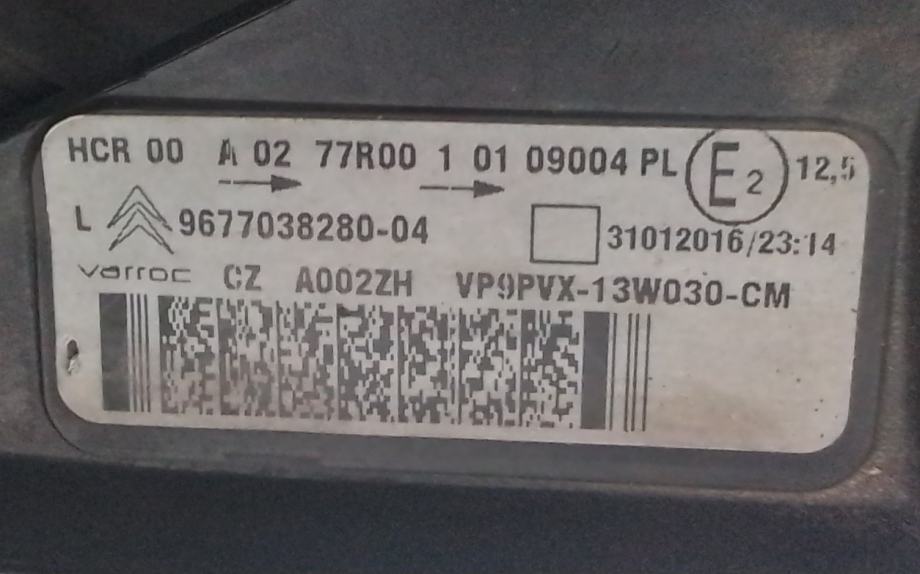 HCR 00 A 02 77R00 1 01 09004 PL E2 12,5
L 9677038280-04 31012016/23:14
varroc CZ A002ZH VP9PVX-13W030-CM